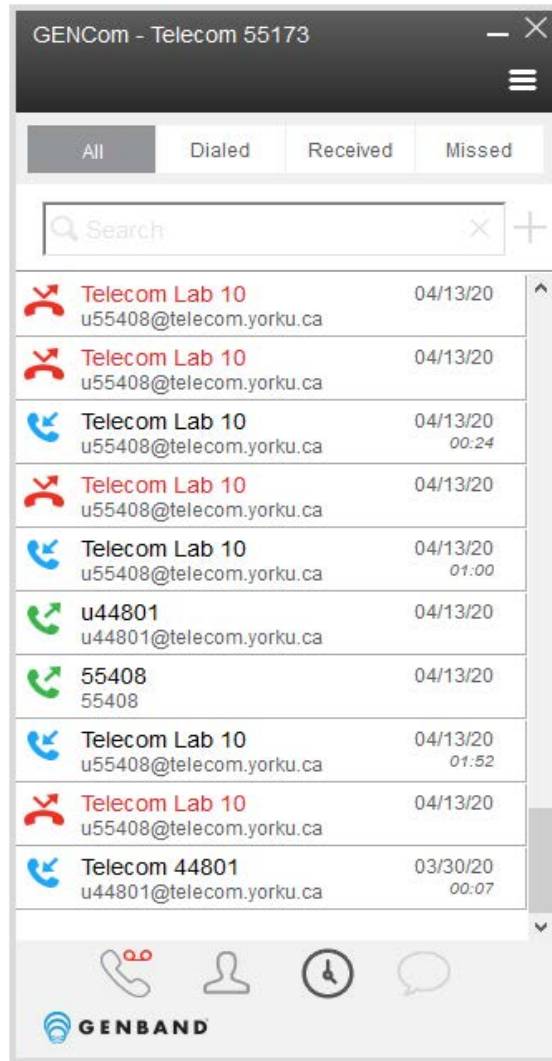 GENCom - Telecom 55173
All Dialed Received Missed
Search
Telecom Lab 10 04/13/20
u55408@telecom.yorku.ca
Telecom Lab 10 04/13/20
u55408@telecom.yorku.ca
Telecom Lab 10 04/13/20
u55408@telecom.yorku.ca 00:24
Telecom Lab 10 04/13/20
u55408@telecom.yorku.ca
Telecom Lab 10 04/13/20
u55408@telecom.yorku.ca 01:00
u44801 04/13/20
u44801@telecom.yorku.ca
55408 04/13/20
55408
Telecom Lab 10 04/13/20
u55408@telecom.yorku.ca 01:52
Telecom Lab 10 04/13/20
u55408@telecom.yorku.ca
Telecom 44801 03/30/20
u44801@telecom.yorku.ca 00:07
GENBAND